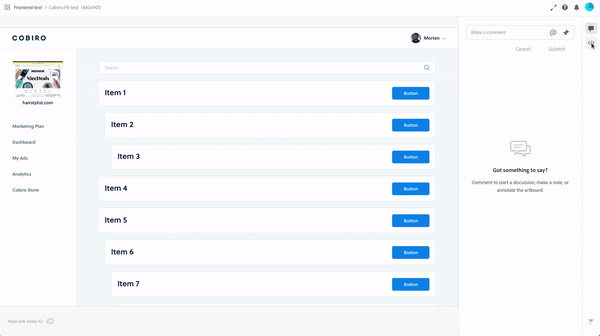 Frontend-test > Cobiro-FE-test 1440x900
COBIRO
Morten
Make a comment
Cancel Submit
NiceDeals
hairstylist.com
Search
Item 1 Button
Item 2 Button
Item 3 Button
Item 4 Button
Item 5 Button
Item 6 Button
Item 7 Button
Marketing Plan
Dashboard
My Ads
Analytics
Cobiro Store
Got something to say?
Comment to start a discussion, make a note, or
annotate the artboard.
Made with Adobe XD